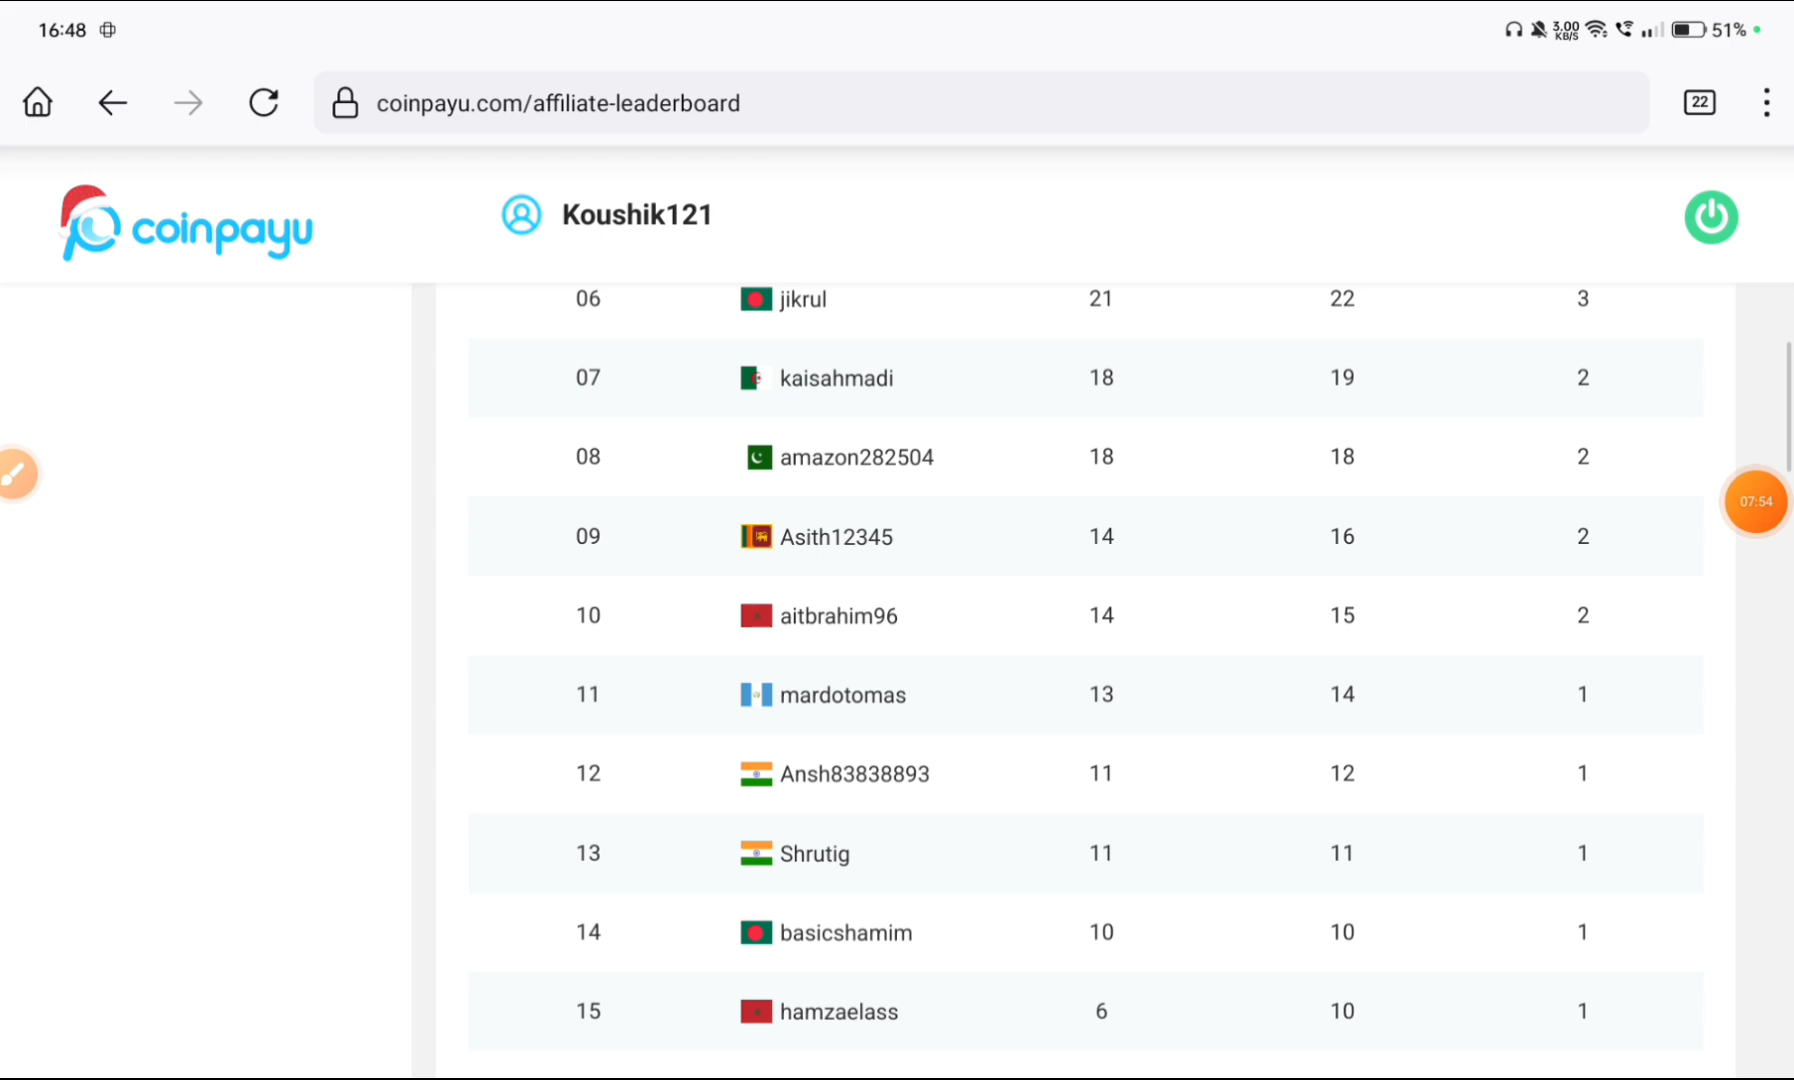 16:48 3.00 KB/S 51%
coinpayu.com/affiliate-leaderboard 22
coinpayu Koushik121
06 jikrul 21 22 3
07 kaisahmadi 18 19 2
08 amazon282504 18 18 2
09 Asith12345 14 16 2
10 aitbrahim96 14 15 2
11 mardotomas 13 14 1
12 Ansh83838893 11 12 1
13 Shrutig 11 11 1
14 basicshamim 10 10 1
15 hamzaelass 6 10 1
07:54